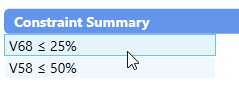 Constraint Summary
V68 ≤ 25%
V58 ≤ 50%